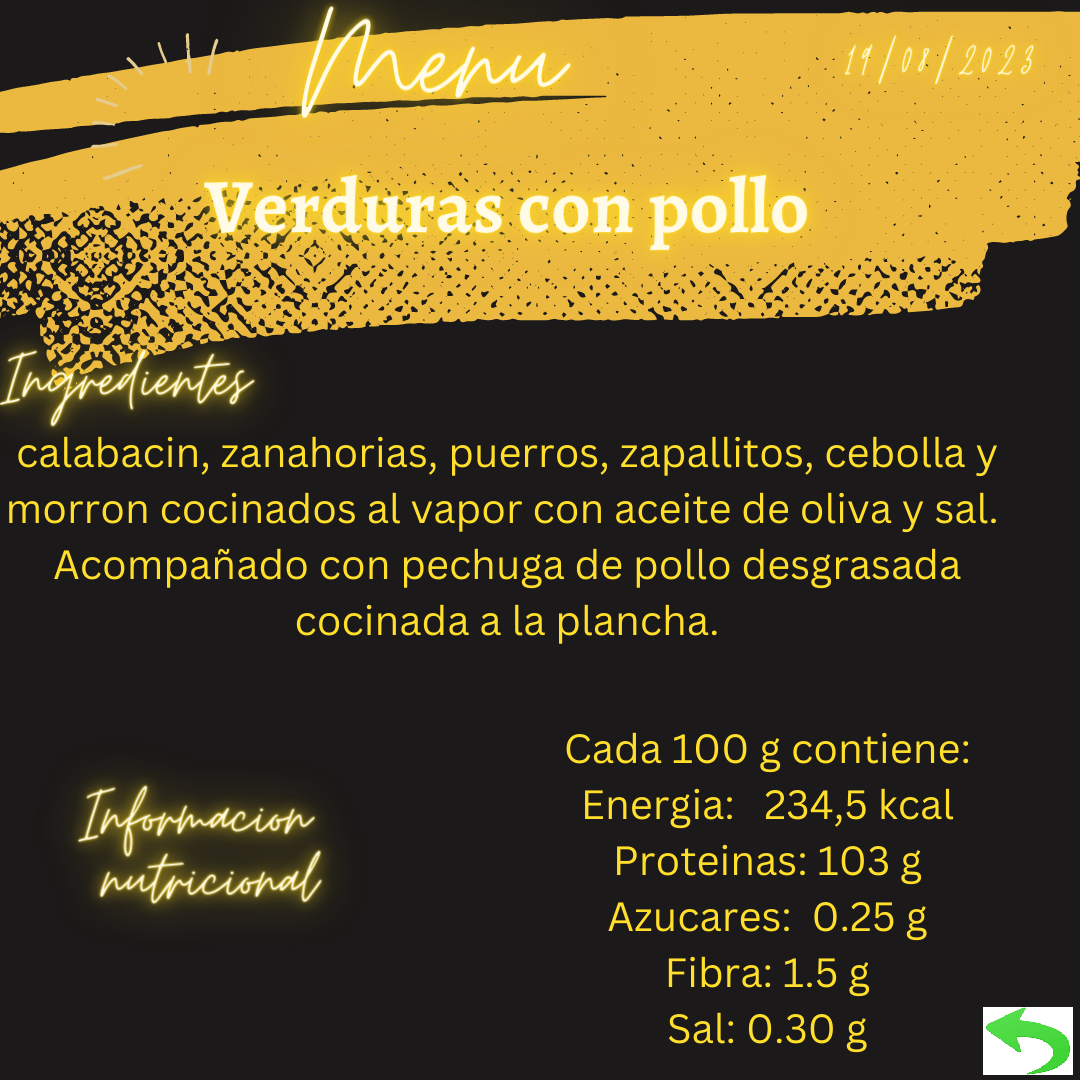 Menu
19/08/2023
Verduras con pollo
Ingredientes
calabacin, zanahorias, puerros, zapallitos, cebolla y
morron cocinados al vapor con aceite de oliva y sal.
Acompañado con pechuga de pollo desgrasada
cocinada a la plancha.
Informacion
nutricional
Cada 100 g contiene:
Energia: 234,5 kcal
Proteinas: 103 g
Azucares: 0.25 g
Fibra: 1.5 g
Sal: 0.30 g